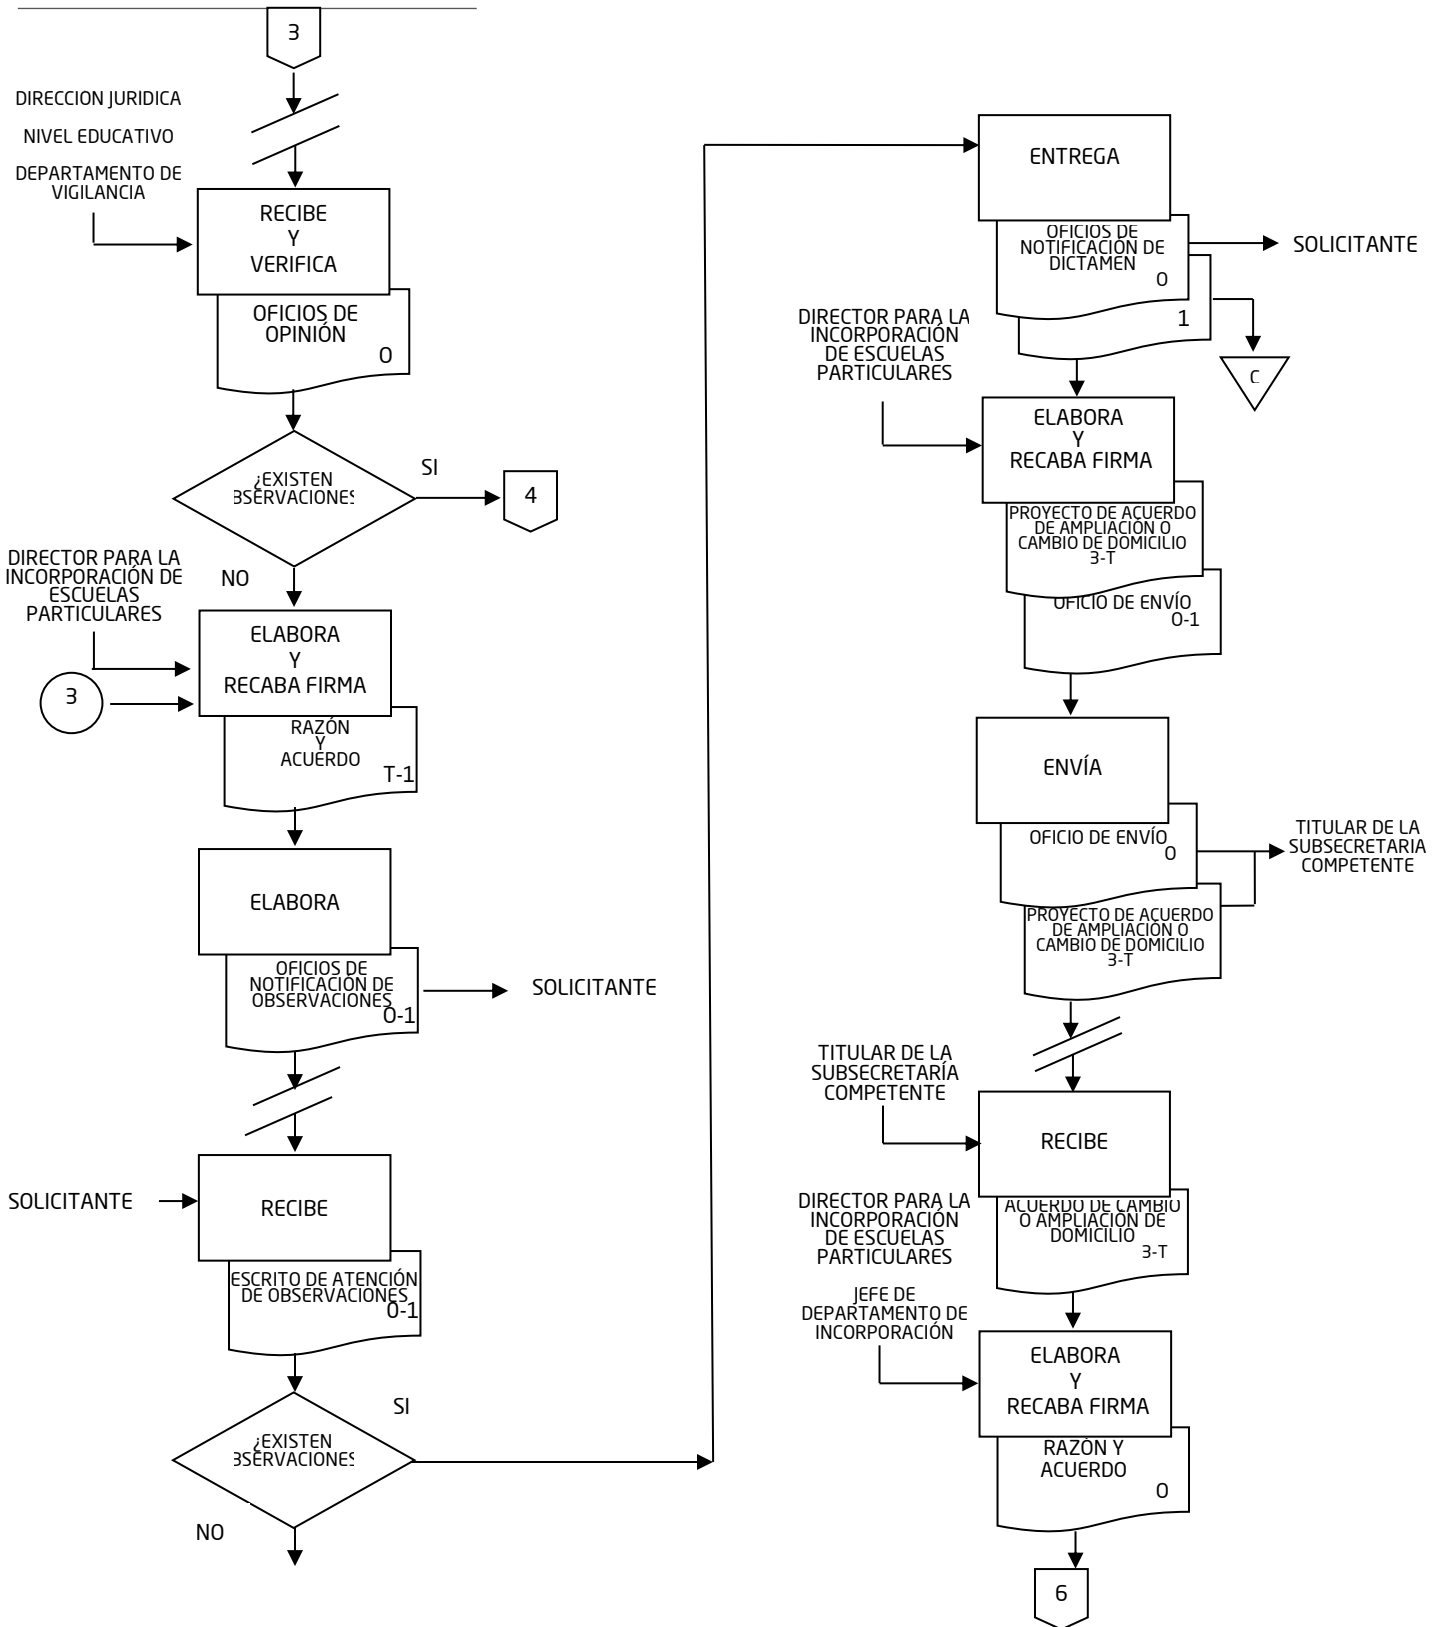 3
DIRECCION JURIDICA
NIVEL EDUCATIVO
DEPARTAMENTO DE
VIGILANCIA
RECIBE
Y
VERIFICA
OFICIOS DE
OPINIÓN
O
¿EXISTEN
BSERVACIONES
SI
4
NO
DIRECTOR PARA LA
INCORPORACIÓN DE
ESCUELAS
PARTICULARES
3
ELABORA
Y
RECABA FIRMA
RAZÓN
Y
ACUERDO
T-1
ELABORA
OFICIOS DE
NOTIFICACIÓN DE
OBSERVACIONES
O-1
SOLICITANTE
SOLICITANTE
RECIBE
ESCRITO DE ATENCIÓN
DE OBSERVACIONES
O-1
¿EXISTEN
BSERVACIONES
SI
NO
ENTREGA
OFICIOS DE
NOTIFICACIÓN DE
DICTAMEN
O
1
SOLICITANTE
C
DIRECTOR PARA LA
INCORPORACIÓN
DE ESCUELAS
PARTICULARES
ELABORA
Y
RECABA FIRMA
PROYECTO DE ACUERDO
DE AMPLIACIÓN O
CAMBIO DE DOMICILIO
3-T
OFICIO DE ENVÍO
O-1
ENVÍA
OFICIO DE ENVÍO
O
PROYECTO DE ACUERDO
DE AMPLIACIÓN O
CAMBIO DE DOMICILIO
3-T
TITULAR DE LA
SUBSECRETARIA
COMPETENTE
TITULAR DE LA
SUBSECRETARÍA
COMPETENTE
RECIBE
ACUERDO DE CAMBIO
O AMPLIACIÓN DE
DOMICILIO
3-T
DIRECTOR PARA LA
INCORPORACIÓN
DE ESCUELAS
PARTICULARES
JEFE DE
DEPARTAMENTO DE
INCORPORACIÓN
ELABORA
Y
RECABA FIRMA
RAZÓN Y
ACUERDO
O
6